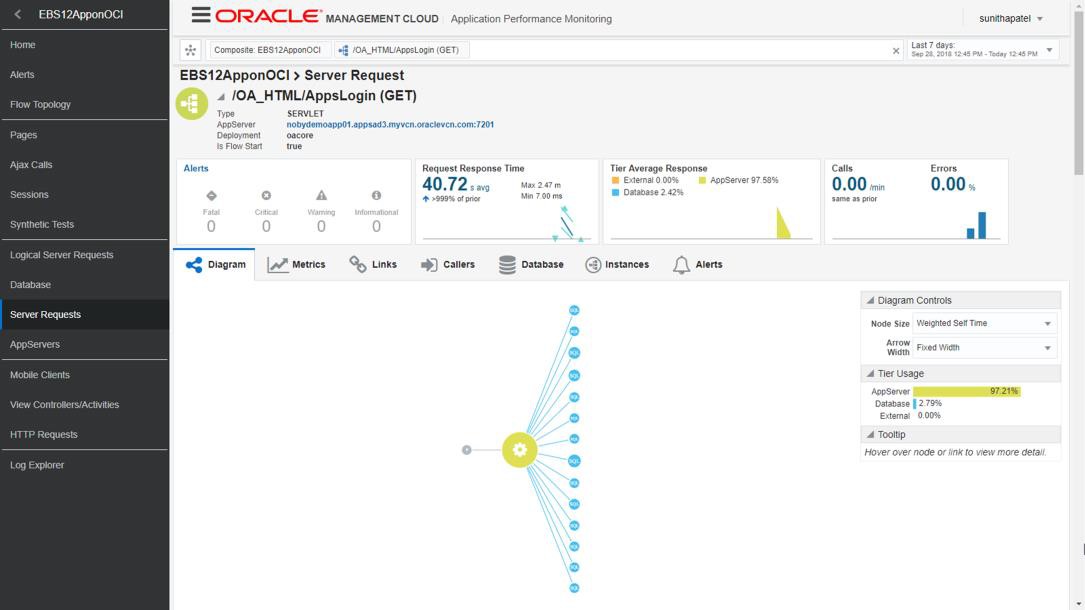 EBS12ApponOCI
Home
Alerts
Flow Topology
Pages
Ajax Calls
Sessions
Synthetic Tests
Logical Server Requests
Database
Server Requests
AppServers
Mobile Clients
View Controllers/Activities
HTTP Requests
Log Explorer
ORACLE MANAGEMENT CLOUD Application Performance Monitoring
sunithapatel
Composite: EBS12ApponOCI
/OA_HTML/AppsLogin (GET)
Last 7 days:
Sep 28, 2018 12:45 PM - Today 12:45 PM
EBS12ApponOCI > Server Request
/OA_HTML/AppsLogin (GET)
Type SERVLET
AppServer nobydemoapp01.appsad3.myvcn.oraclevcn.com:7201
Deployment oacore
Is Flow Start true
Alerts
Fatal Critical Warning Informational
0 0 0 0
Request Response Time
40.72 s avg
>999% of prior
Max 2.47 m
Min 7.00 ms
Tier Average Response
External 0.00% AppServer 97.58%
Database 2.42%
Calls Errors
0.00 /min 0.00 %
same as prior
Diagram Metrics Links Callers Database Instances Alerts
SQL
SQL
SQL
SQL
SQL
SQL
Diagram Controls
Node Size Weighted Self Time
Arrow Width Fixed Width
Tier Usage
AppServer 97.21%
Database 2.79%
External 0.00%
Tooltip
Hover over node or link to view more detail.